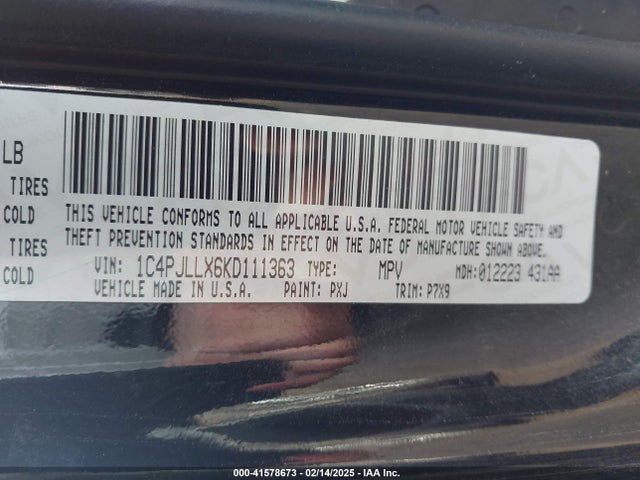 LB
TIRES
COLD
THIS VEHICLE CONFORMS TO ALL APPLICABLE U.S.A. FEDERAL MOTOR VEHICLE SAFETY AND
THEFT PREVENTION STANDARDS IN EFFECT ON THE DATE OF MANUFACTURE SHOWN ABOVE.
TIRES
COLD
VIN: 1C4PJLLX6KD111363 TYPE: MPV MDH:012223 431AA
VEHICLE MADE IN U.S.A. PAINT: PXJ TRIM: P7X9
000-41578673 - 02/14/2025 - IAA Inc.